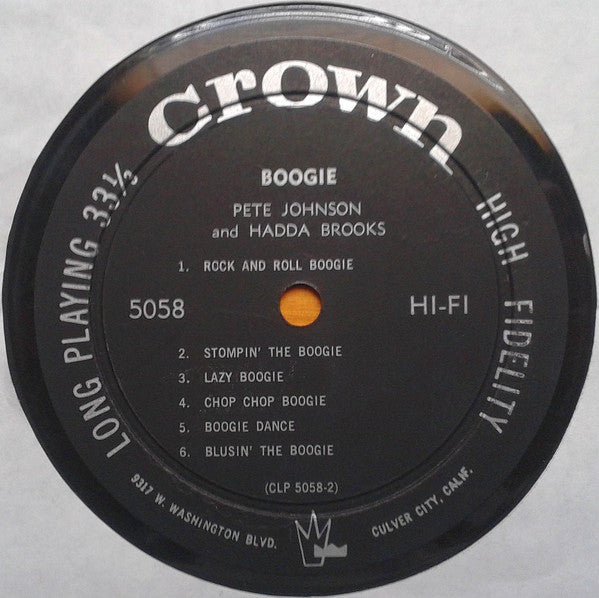 crown
BOOGIE
PETE JOHNSON
and HADDA BROOKS
1. ROCK AND ROLL BOOGIE
5058
HI-FI
2. STOMPIN' THE BOOGIE
3. LAZY BOOGIE
4. CHOP CHOP BOOGIE
5 BOOGIE DANCE
6. BLUSIN' THE BOOGIE
(CLP 5058-2)
LONG PLAYING 33⅓
HIGH FIDELITY
9317 W. WASHINGTON BLVD.
CULVER CITY, CALIF.